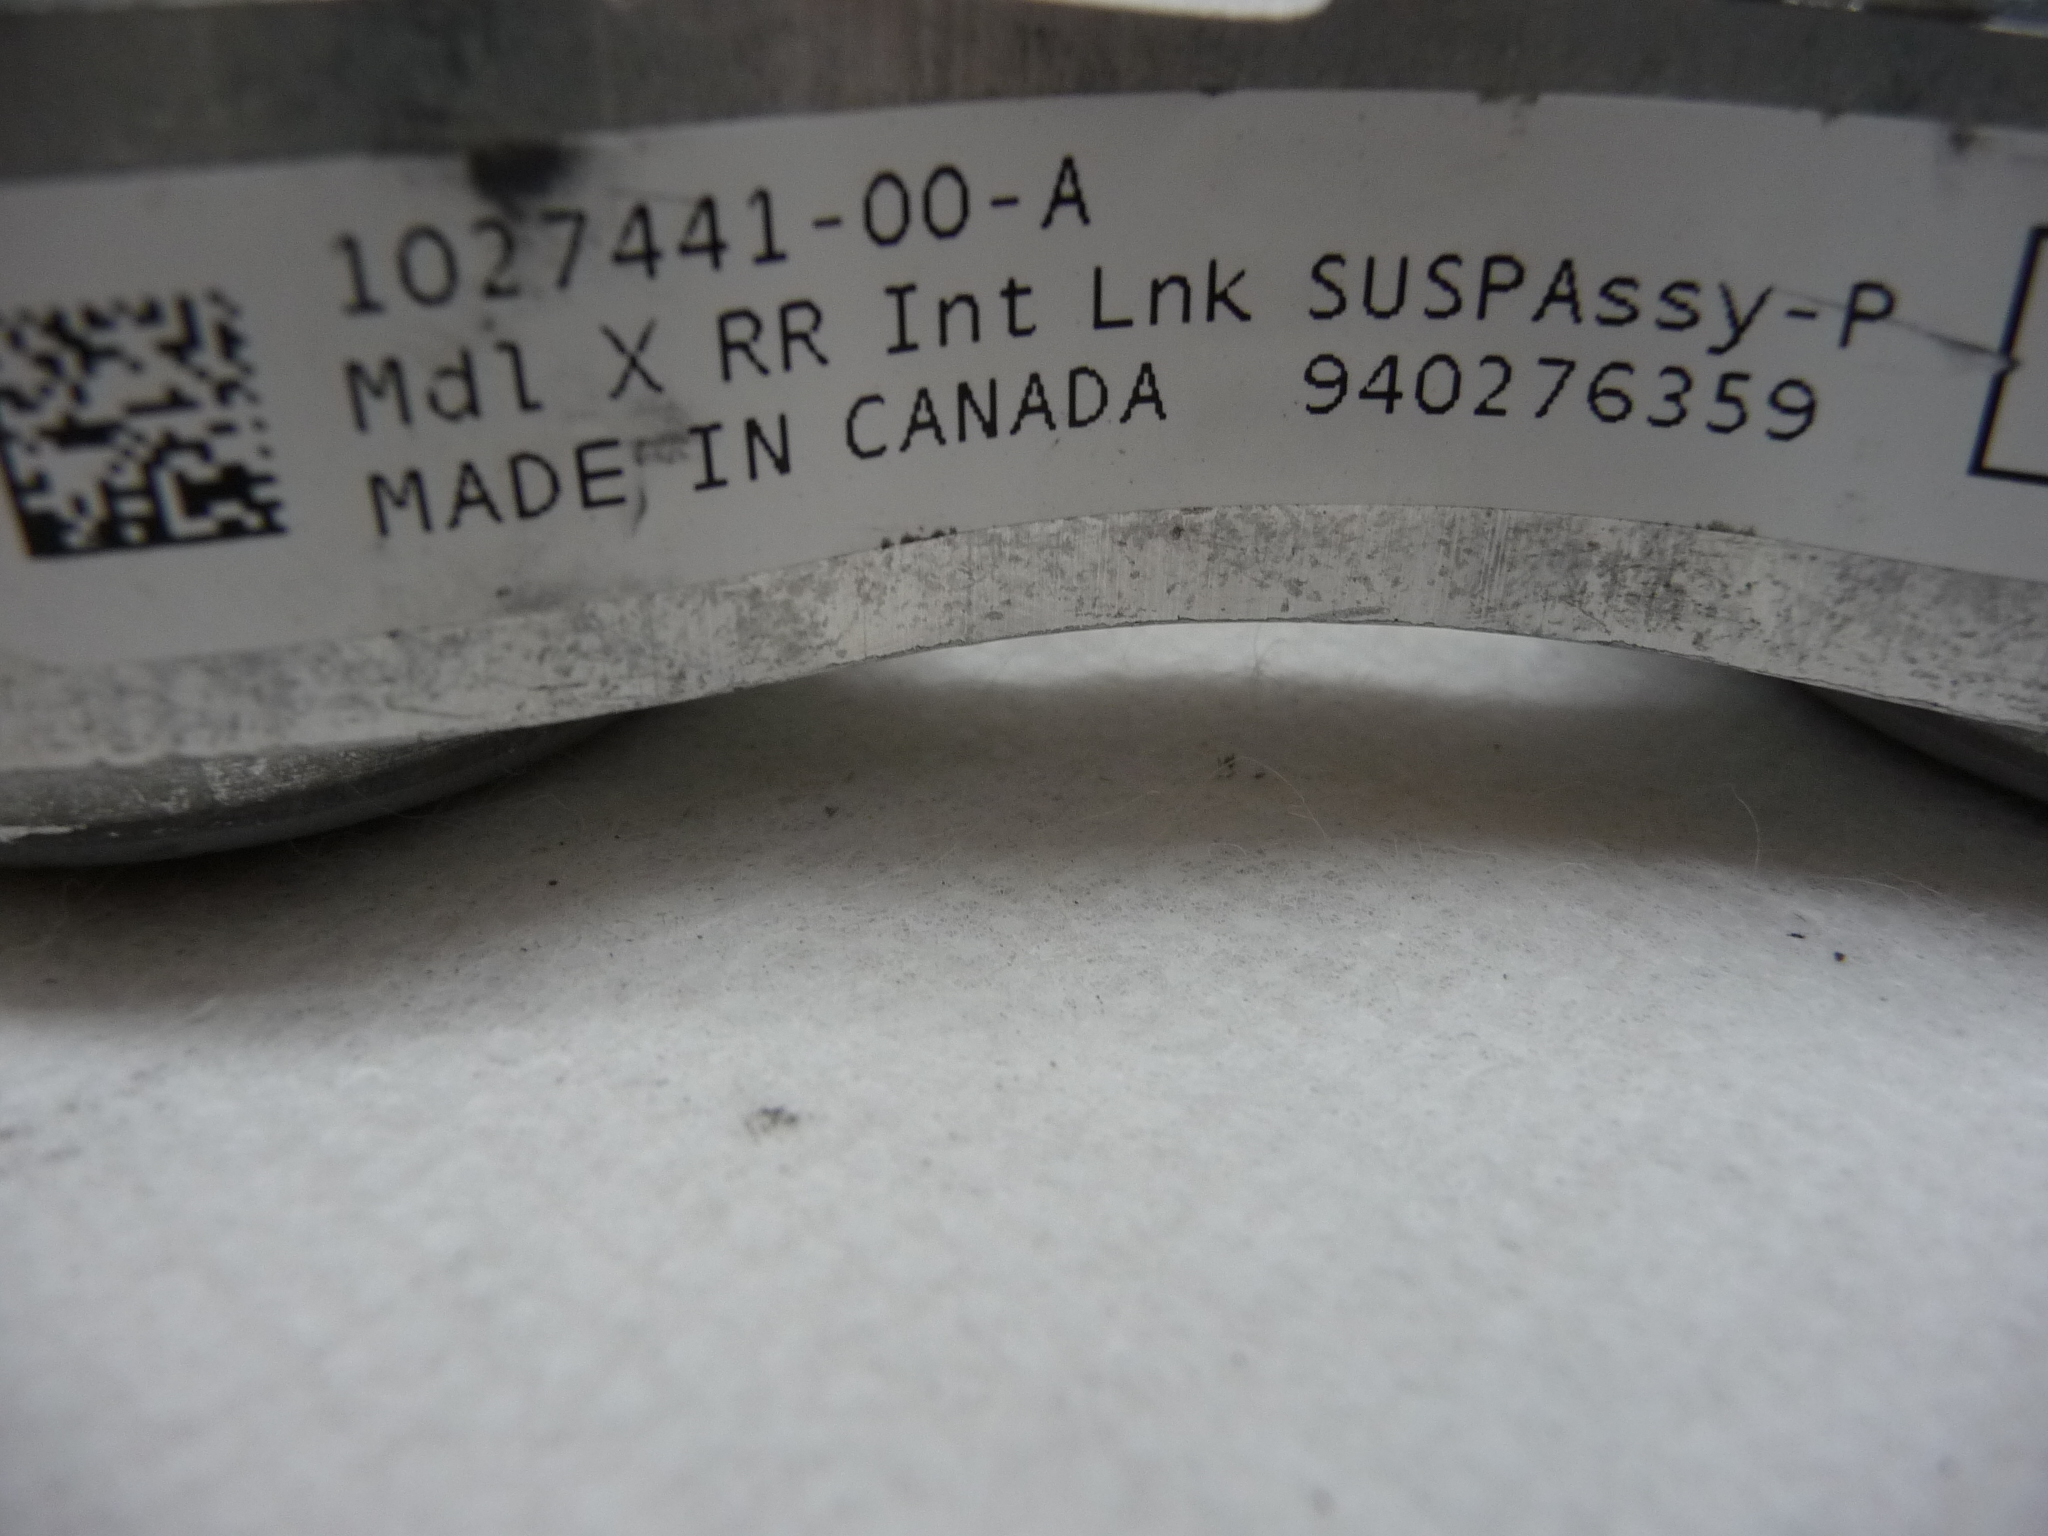 1027441-00-A
Mdl X RR Int Lnk SUSPAssy-P
MADE IN CANADA 940276359